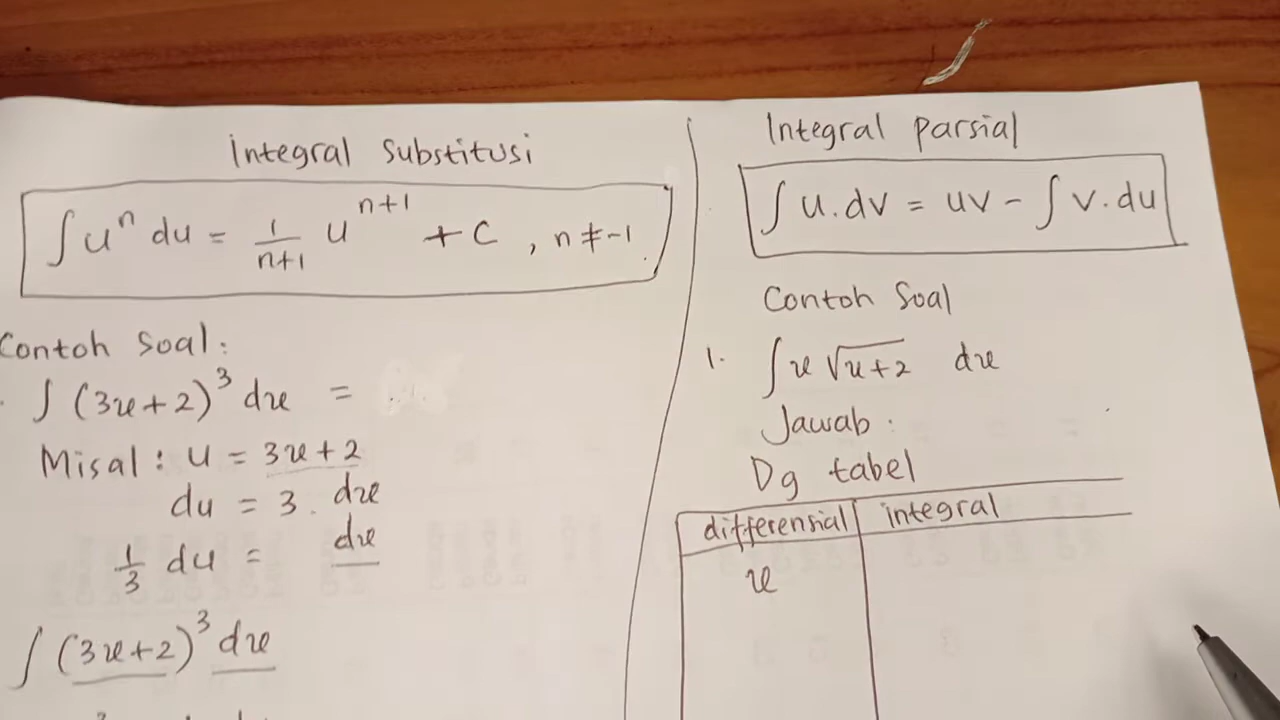 Integral Substitusi
∫ uⁿ du = 1/(n+1) u^(n+1) + C , n ≠ -1
Contoh Soal:
∫ (3x+2)³ dx =
Misal : u = 3x+2
du = 3. dx
1/3 du = dx
∫ (3x+2)³ dx
Integral Parsial
∫ u.dv = uv - ∫ v.du
Contoh Soal
1. ∫ x √x+2 dx
Jawab :
Dg tabel
differensial integral
x